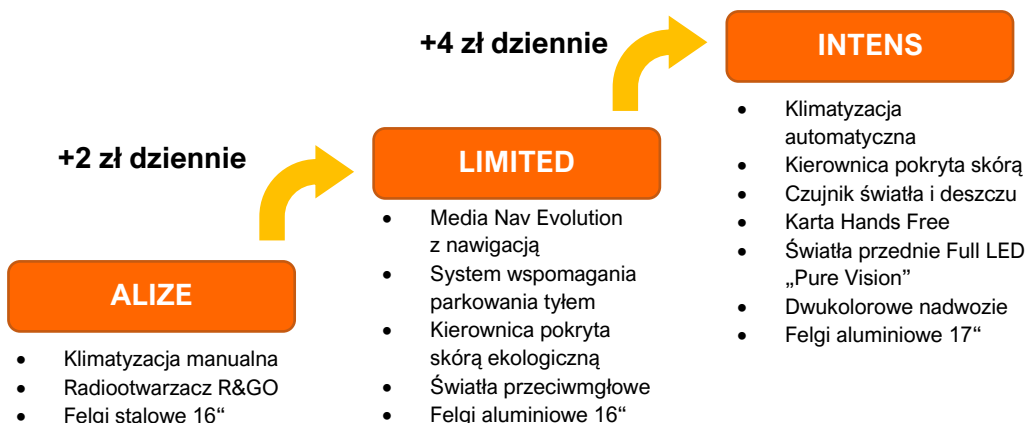 +2 zł dziennie
ALIZE
• Klimatyzacja manualna
• Radiootwarzacz R&GO
• Felgi stalowe 16“
+4 zł dziennie
LIMITED
• Media Nav Evolution
z nawigacją
• System wspomagania
parkowania tyłem
• Kierownica pokryta
skórą ekologiczną
• Światła przeciwmgłowe
• Felgi aluminiowe 16“
INTENS
• Klimatyzacja
automatyczna
• Kierownica pokryta skórą
• Czujnik światła i deszczu
• Karta Hands Free
• Światła przednie Full LED
„Pure Vision”
• Dwukolorowe nadwozie
• Felgi aluminiowe 17“